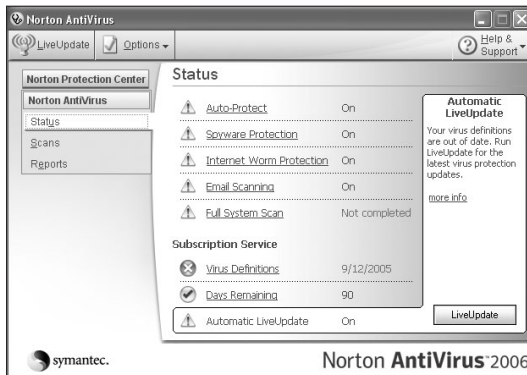 Norton AntiVirus
LiveUpdate Options Help & Support
Norton Protection Center
Norton AntiVirus
Status
Scans
Reports
Status
Auto-Protect On
Spyware Protection On
Internet Worm Protection On
Email Scanning On
Full System Scan Not completed
Subscription Service
Virus Definitions 9/12/2005
Days Remaining 90
Automatic LiveUpdate On
Automatic
LiveUpdate
Your virus definitions
are out of date. Run
LiveUpdate for the
latest virus protection
updates.
more info
LiveUpdate
symantec. Norton AntiVirus 2006